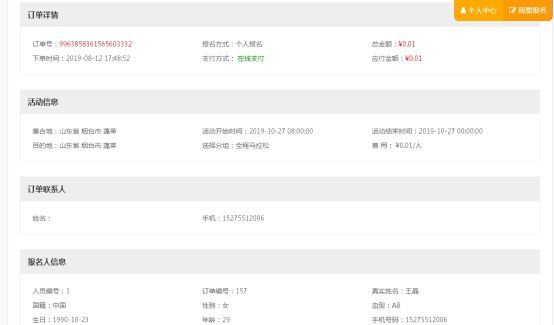 个人中心 我要报名
订单详情
订单号：9963858361565603332 报名方式：个人报名 总金额：¥0.01
下单时间：2019-08-12 17:48:52 支付方式： 在线支付 应付金额：¥0.01
活动信息
集合地：山东省 烟台市 蓬莱 活动开始时间：2019-10-27 08:00:00 活动结束时间：2019-10-27 00:00:00
目的地：山东省 烟台市 蓬莱 选择分组：全程马拉松 费 用： ¥0.01/人
订单联系人
姓名： 手机：15275512006
报名人信息
人员编号：1 订单编号：157 真实姓名：王晶
国籍：中国 性别：女 血型：AB
生日：1990-10-23 年龄：29 手机号码：15275512006